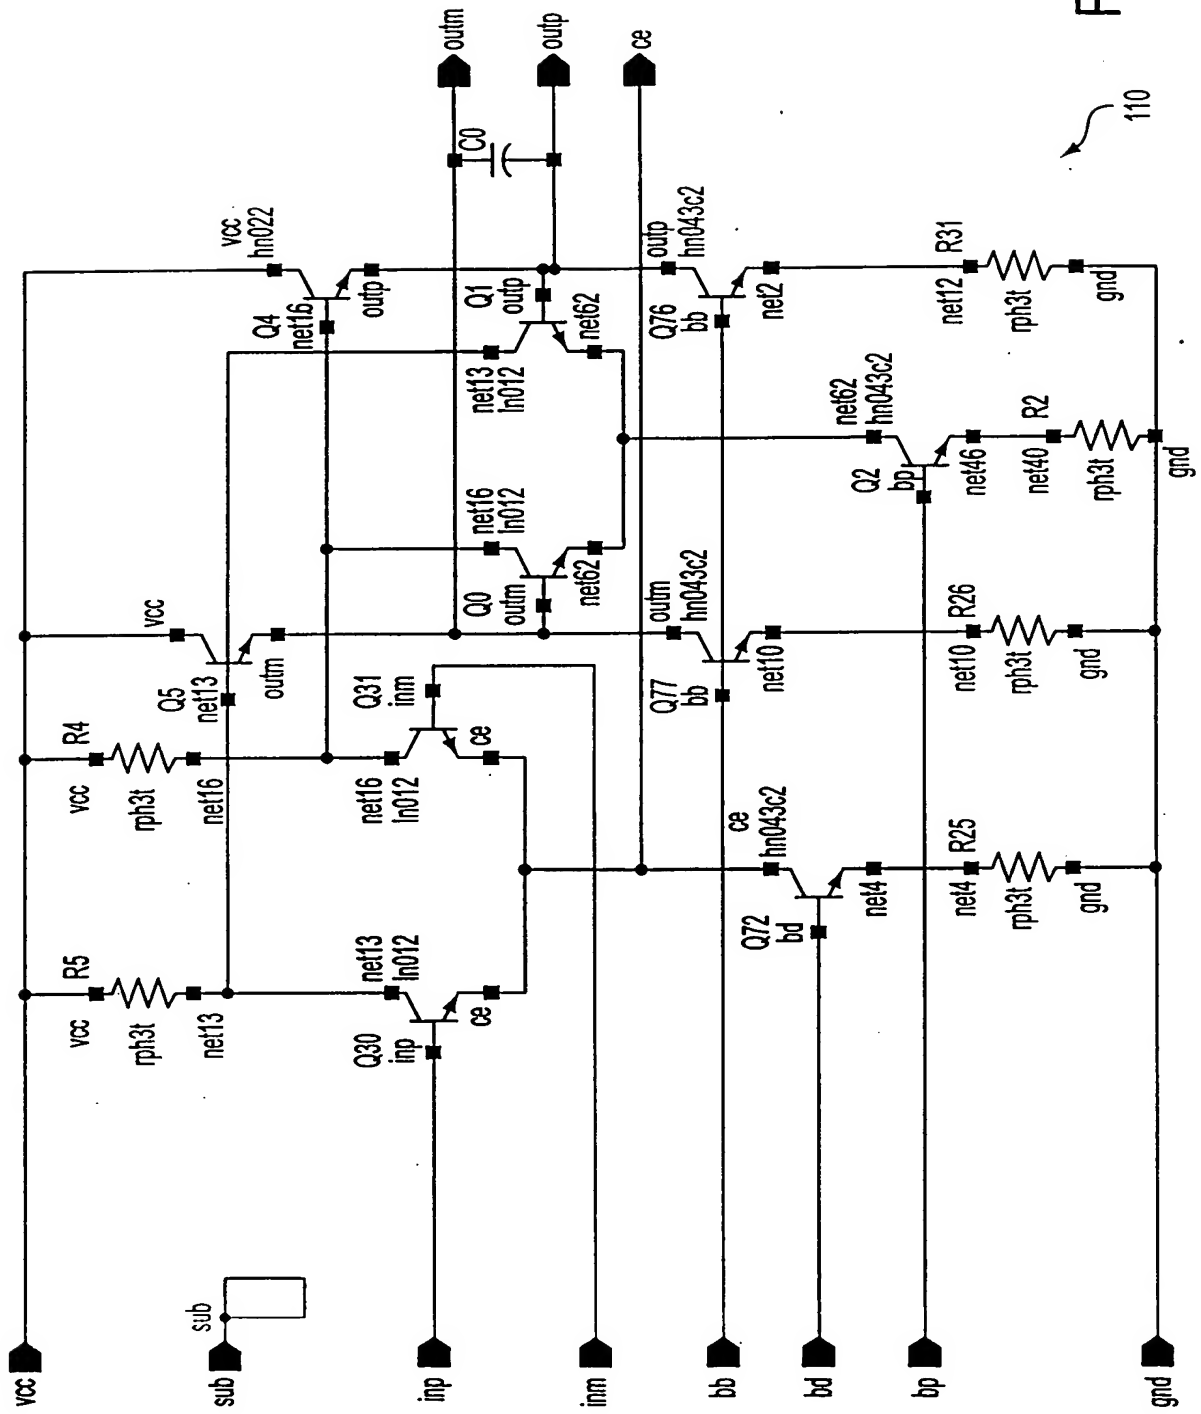 F
110
vcc
sub
sub
inp
inm
bb
bd
bp
gnd
outm
outp
ce
C0
vcc
R5
rph3t
net13
vcc
R4
rph3t
net16
vcc
Q5
net13
outm
vcc
hn022
Q4
net16
outp
net13
ln012
Q30
inp
ce
net16
ln012
Q31
inm
ce
net16
ln012
Q0
outm
net62
net13
ln012
Q1
outp
net62
ce
hn043c2
Q72
bd
net4
outm
hn043c2
Q77
bb
net10
net62
hn043c2
Q2
bp
net46
outp
hn043c2
Q76
bb
net2
net4
R25
rph3t
gnd
net10
R26
rph3t
gnd
net40
R2
rph3t
gnd
net12
R31
rph3t
gnd